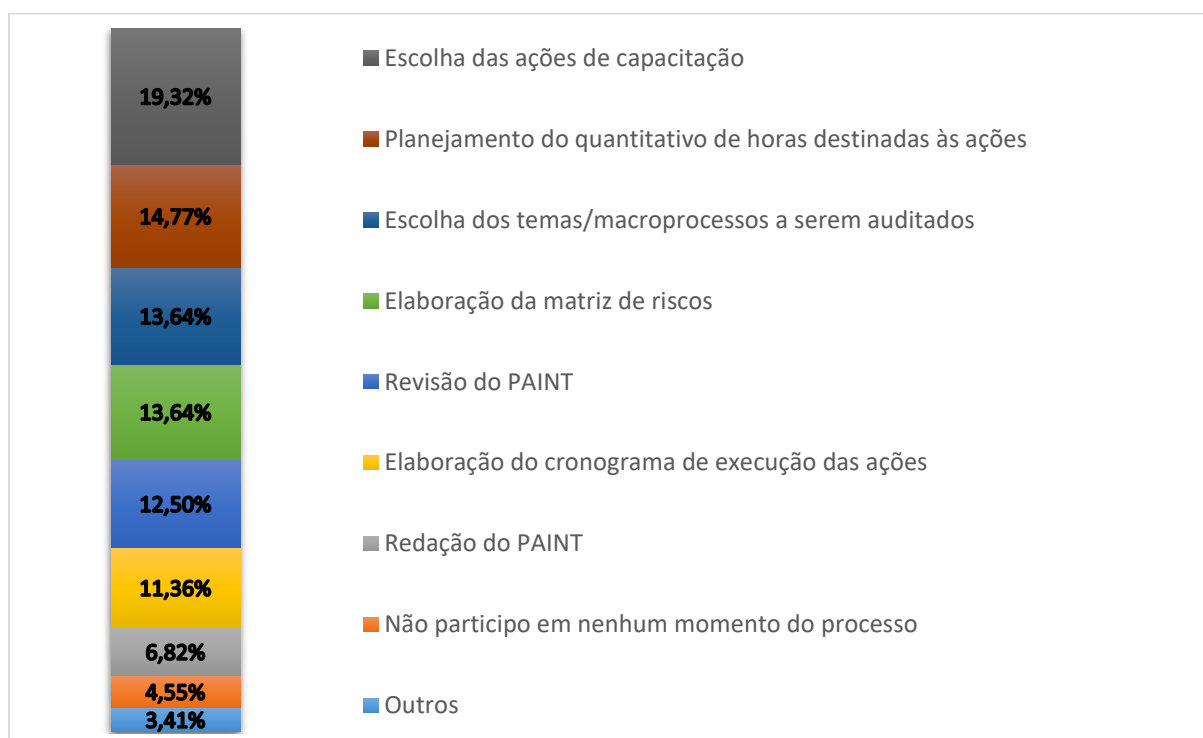 19,32%
14,77%
13,64%
13,64%
12,50%
11,36%
6,82%
4,55%
3,41%
Escolha das ações de capacitação
Planejamento do quantitativo de horas destinadas às ações
Escolha dos temas/macroprocessos a serem auditados
Elaboração da matriz de riscos
Revisão do PAINT
Elaboração do cronograma de execução das ações
Redação do PAINT
Não participo em nenhum momento do processo
Outros